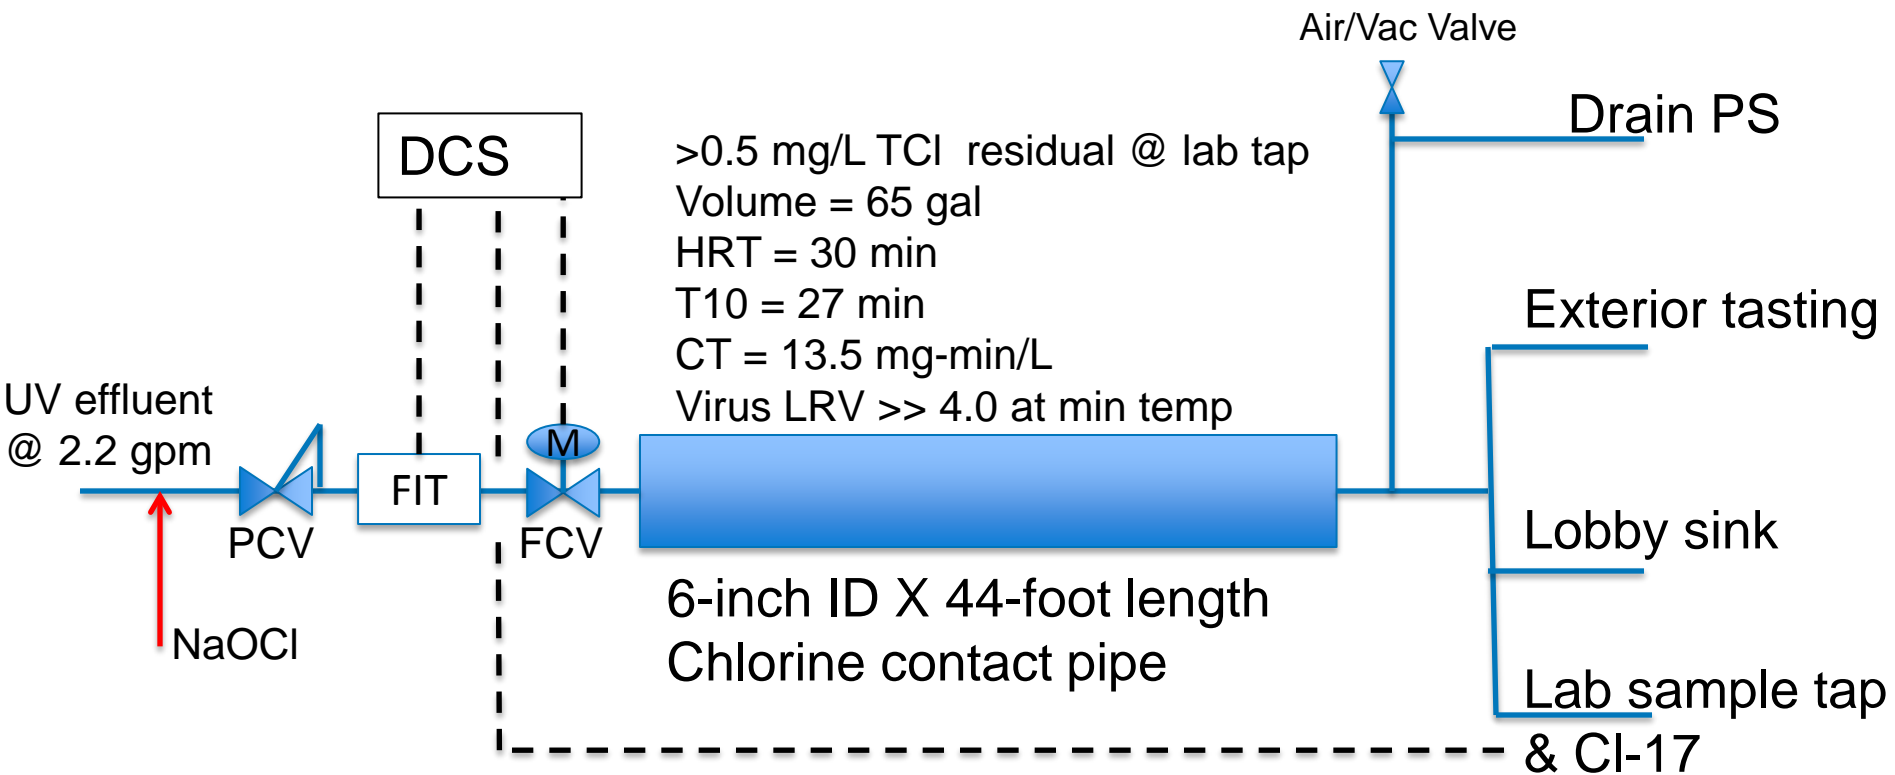 Air/Vac Valve
Drain PS
DCS
>0.5 mg/L TCl residual @ lab tap
Volume = 65 gal
HRT = 30 min
T10 = 27 min
CT = 13.5 mg-min/L
Virus LRV >> 4.0 at min temp
Exterior tasting
UV effluent
@ 2.2 gpm
M
FIT
PCV
FCV
Lobby sink
6-inch ID X 44-foot length
Chlorine contact pipe
NaOCl
Lab sample tap
& Cl-17